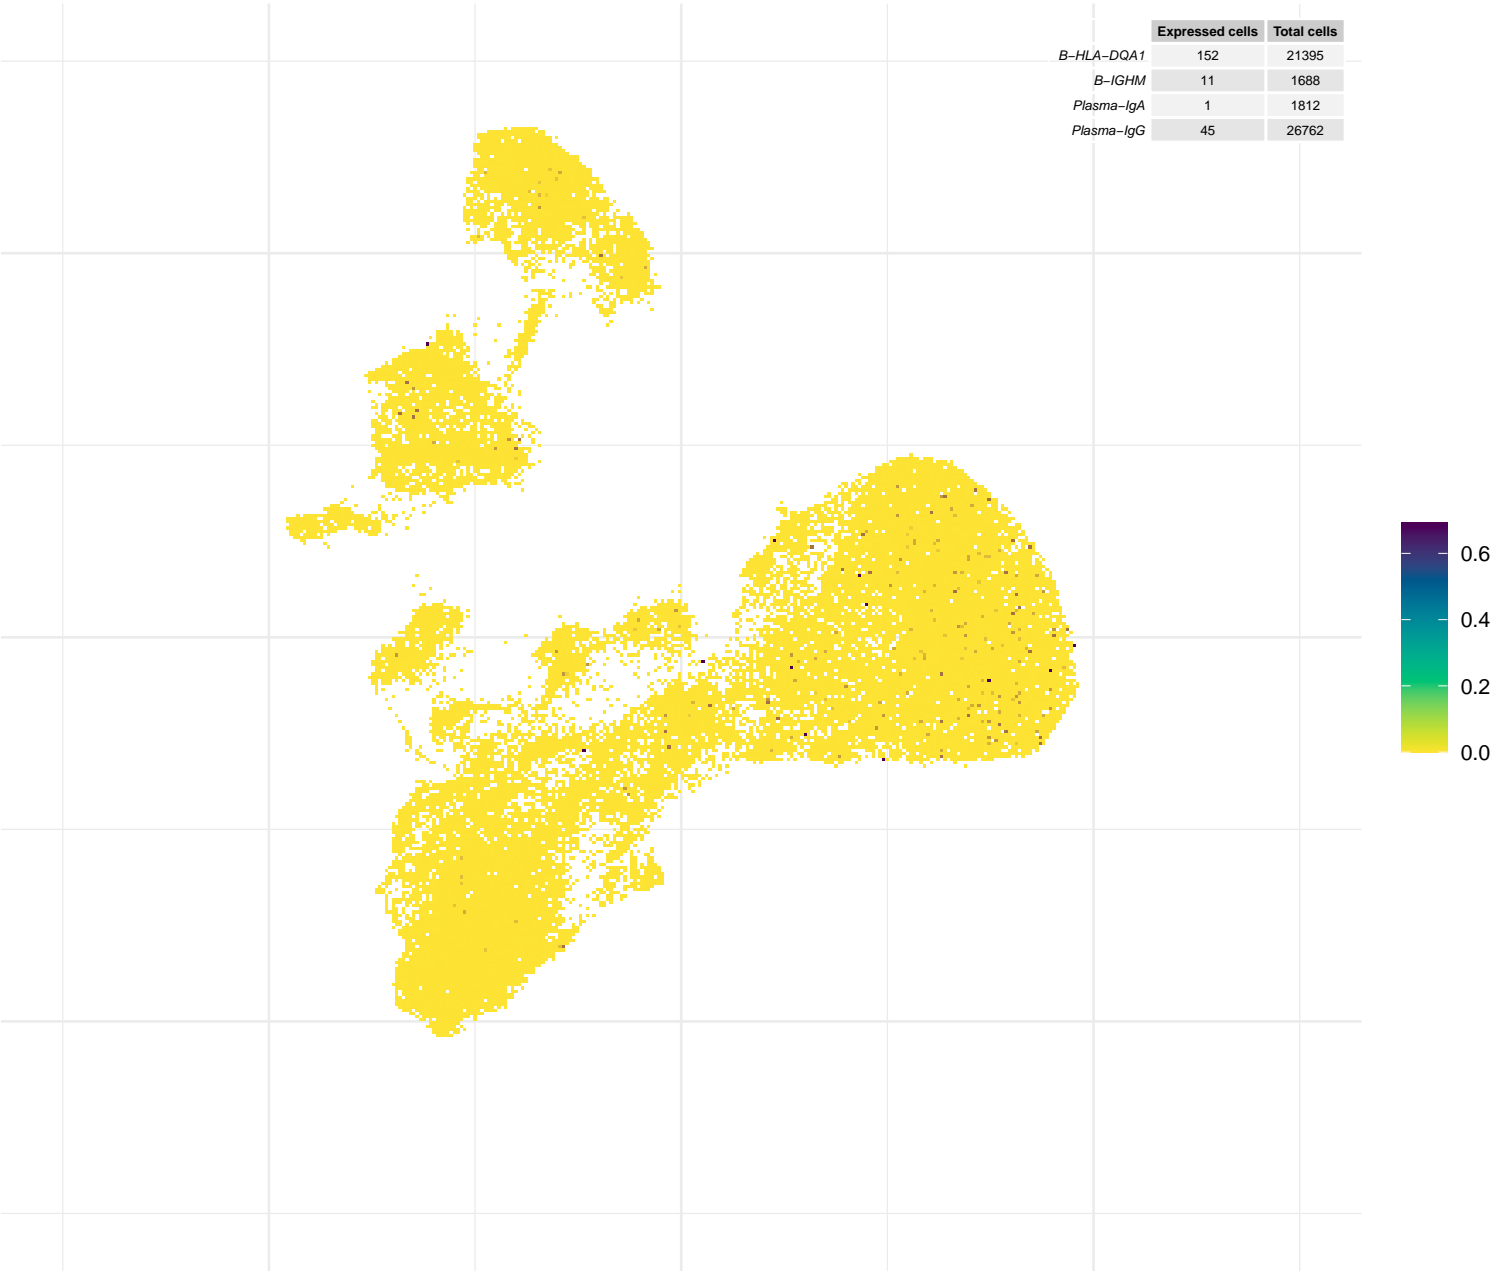 Expressed cells Total cells
B−HLA−DQA1 152 21395
B−IGHM 11 1688
Plasma−IgA 1 1812
Plasma−IgG 45 26762
0.6
0.4
0.2
0.0